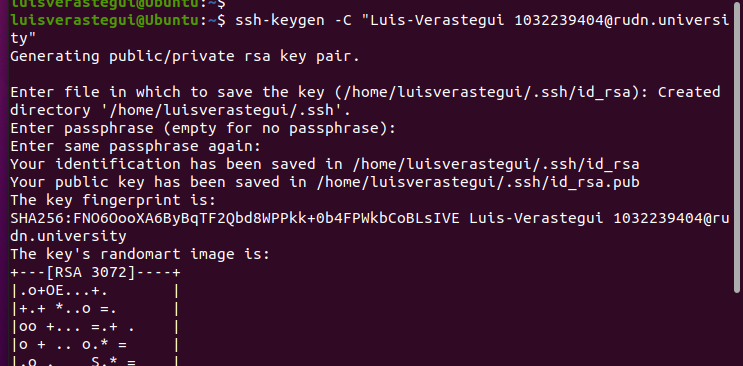 luisverastegui@Ubuntu:~$
luisverastegui@Ubuntu:~$ ssh-keygen -C "Luis-Verastegui 1032239404@rudn.universi
ty"
Generating public/private rsa key pair.
Enter file in which to save the key (/home/luisverastegui/.ssh/id_rsa): Created
directory '/home/luisverastegui/.ssh'.
Enter passphrase (empty for no passphrase):
Enter same passphrase again:
Your identification has been saved in /home/luisverastegui/.ssh/id_rsa
Your public key has been saved in /home/luisverastegui/.ssh/id_rsa.pub
The key fingerprint is:
SHA256:FNO6OooXA6ByBqTF2Qbd8WPPkk+0b4FPWkbCoBLsIVE Luis-Verastegui 1032239404@ru
dn.university
The key's randomart image is:
+---[RSA 3072]----+
|.o+OE...+.       |
|+.+ *..o =.      |
|oo +... =.+ .    |
|o + .. o.* =     |
|.o .    S.* =    |